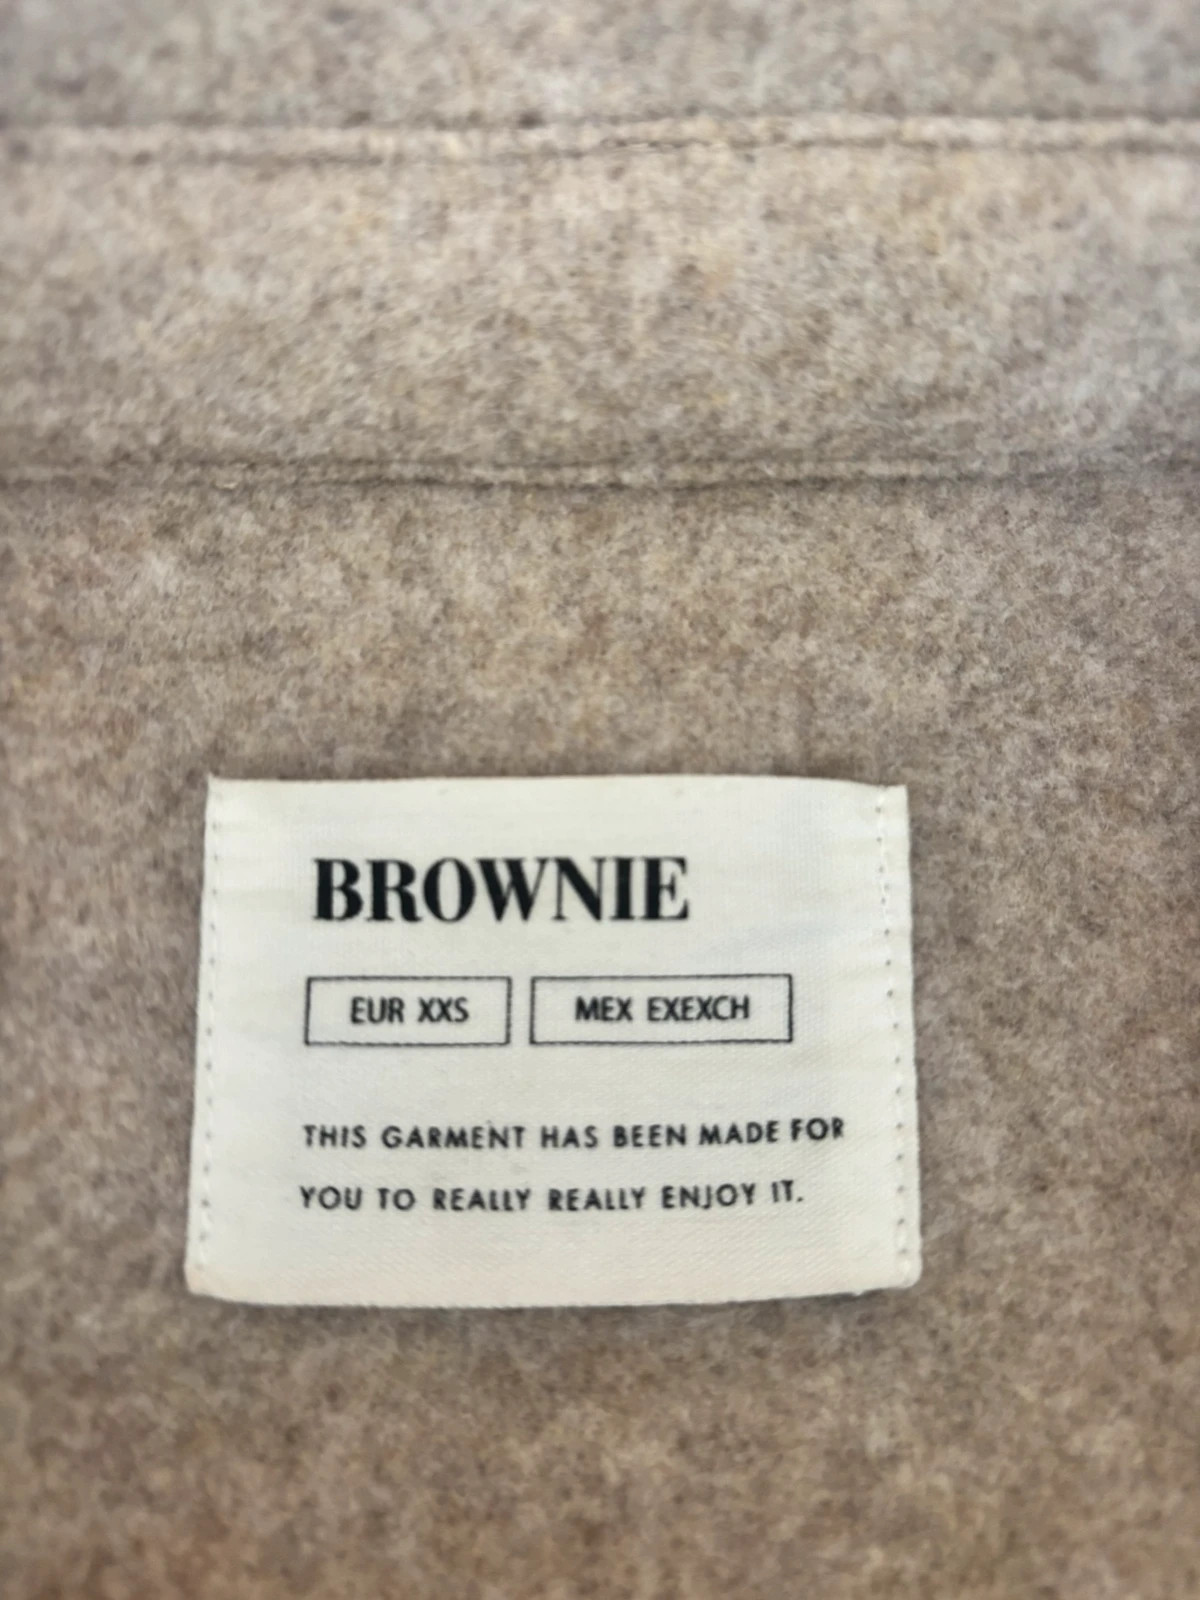 BROWNIE
EUR XXS MEX EXEXCH
THIS GARMENT HAS BEEN MADE FOR
YOU TO REALLY REALLY ENJOY IT.